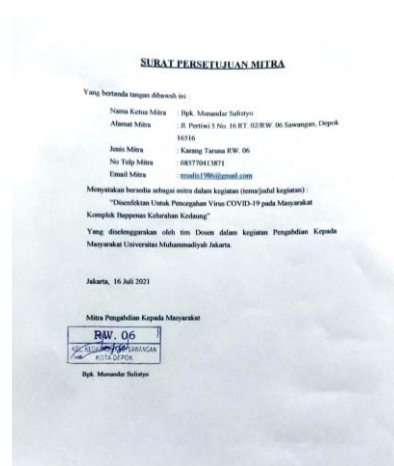 SURAT PERSETUJUAN MITRA
Yang bertanda tangan dibawah ini :
Nama Ketua Mitra : Bpk. Munandar Sulistyo
Alamat Mitra : Jl. Pertiwi 5 No. 16 RT. 02/RW. 06 Sawangan, Depok
16516
Jenis Mitra : Karang Taruna RW. 06
No Telp Mitra : 085770413871
Email Mitra : msulis1986@gmail.com
Menyatakan bersedia sebagai mitra dalam kegiatan (tema/judul kegiatan) :
"Disenfektan Untuk Pencegahan Virus COVID-19 pada Masyarakat
Komplek Bappenas Kelurahan Kedaung"
Yang diselenggarakan oleh tim Dosen dalam kegiatan Pengabdian Kepada
Masyarakat Universitas Muhammadiyah Jakarta.
Jakarta, 16 Juli 2021
Mitra Pengabdian Kepada Masyarakat
RW. 06
SAWANGAN
KOTA DEPOK
Bpk. Munandar Sulistyo